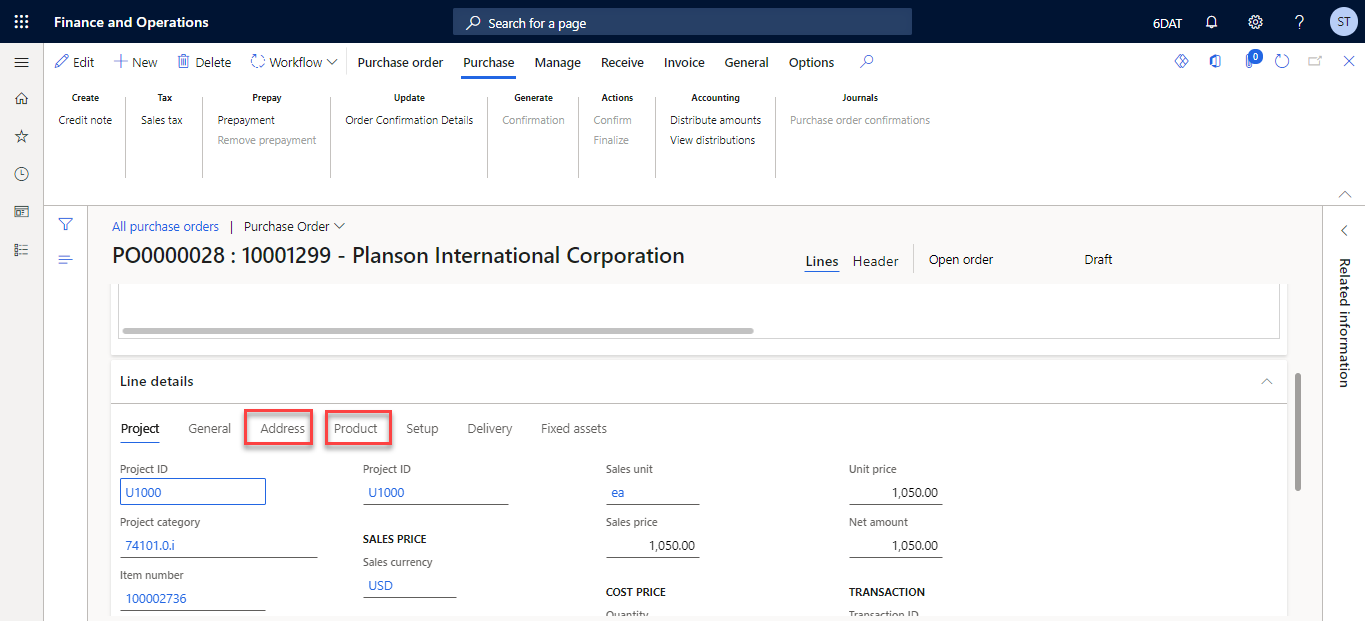 Finance and Operations
Search for a page
6DAT
ST
Edit New Delete Workflow Purchase order Purchase Manage Receive Invoice General Options
0
Create Tax Prepay Update Generate Actions Accounting Journals
Credit note Sales tax Prepayment Order Confirmation Details Confirmation Confirm Distribute amounts Purchase order confirmations
Remove prepayment Finalize View distributions
All purchase orders | Purchase Order
PO0000028 : 10001299 - Planson International Corporation
Lines Header Open order Draft
Related information
Line details
Project General Address Product Setup Delivery Fixed assets
Project ID Project ID Sales unit Unit price
U1000 U1000 ea 1,050.00
Project category Sales price Net amount
74101.0.i SALES PRICE 1,050.00 1,050.00
Item number Sales currency
100002736 USD COST PRICE TRANSACTION
Quantity Transaction ID